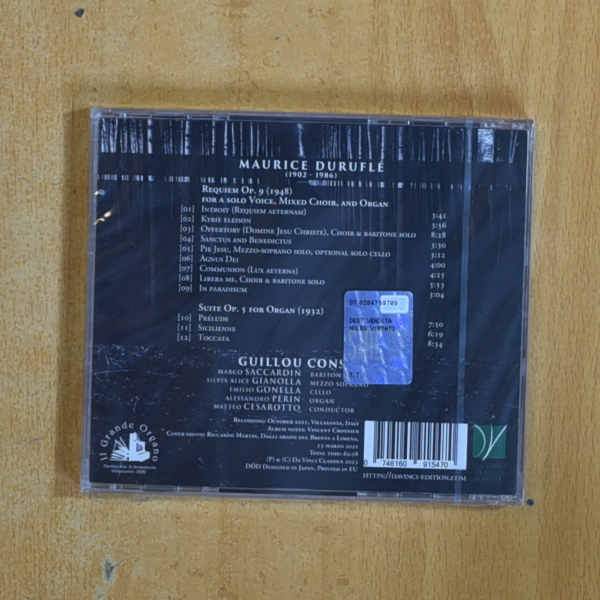 MAURICE DURUFLÉ
(1902 - 1986)
REQUIEM OP. 9 (1948)
FOR A SOLO VOICE, MIXED CHOIR, AND ORGAN
[01] INTROIT (REQUIEM AETERNAM) 3:41
[02] KYRIE ELEISON 3:56
[03] OFFERTORY (DOMINE JESU CHRISTE), CHOIR & BARITONE SOLO 8:28
[04] SANCTUS AND BENEDICTUS 3:30
[05] PIE JESU, MEZZO-SOPRANO SOLO, OPTIONAL SOLO CELLO 3:12
[06] AGNUS DEI 4:00
[07] COMMUNION (LUX AETERNA) 4:25
[08] LIBERA ME, CHOIR & BARITONE SOLO 5:53
[09] IN PARADISUM 3:04
SUITE OP. 5 FOR ORGAN (1932)
[10] PRÉLUDE 7:50
[11] SICILIENNE 6:19
[12] TOCCATA 8:34
GUILLOU CONS
MARCO SACCARDIN BARITON
SILVIA ALICE GIANOLLA MEZZO SOPRANO
EMILIO GONELLA CELLO
ALESSANDRO PERIN ORGAN
MATTEO CESAROTTO CONDUCTOR
RECORDING: OCTOBER 2021, VILLASANTA, ITALY
ALBUM NOTES: VINCENT CROSNIER
COVER PHOTO: RICCARDO MARTIN, DAGLI ARGINI DEL BRENTA A LIMENA,
13 MARZO 2021
TOTAL TIME: 62:58
(P) & (C) DA VINCI CLASSICS 2023
DDD DESIGNED IN JAPAN, PRINTED IN EU
Il Grande Organo
0 746160 915470
HTTPS://DAVINCI-EDITION.COM